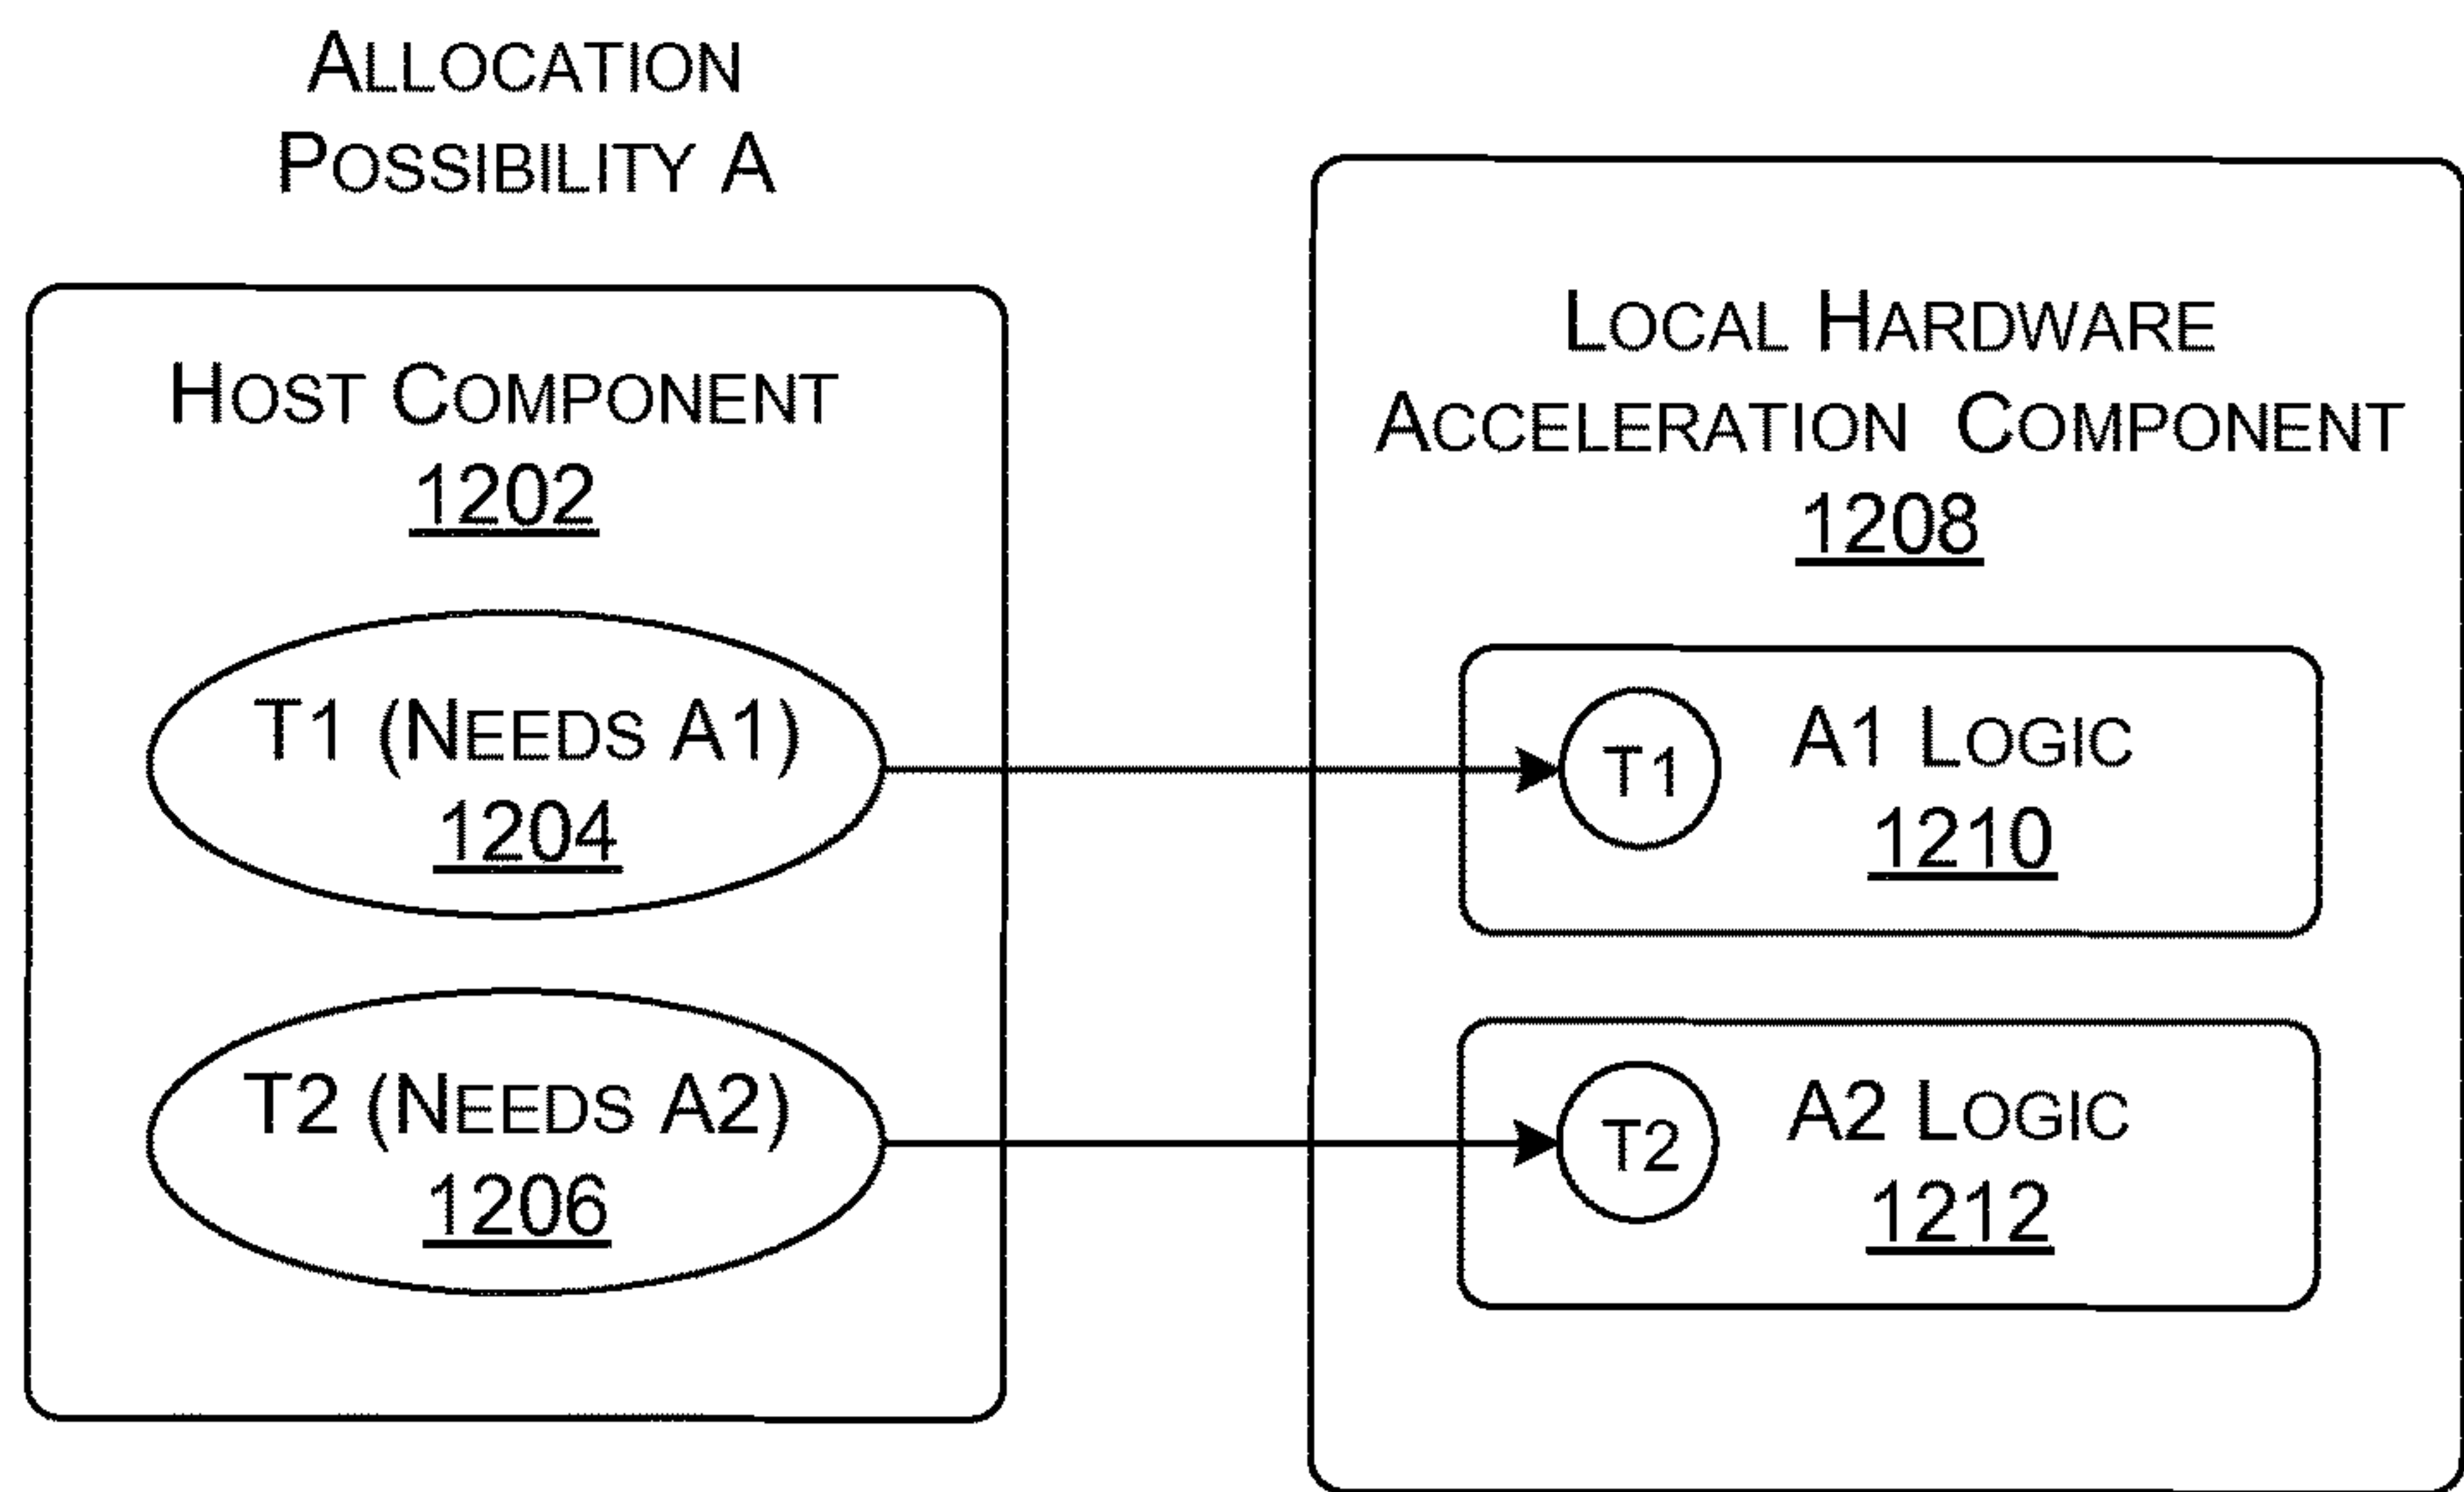 Allocation
Possibility A
Host Component
1202
T1 (Needs A1)
1204
T2 (Needs A2)
1206
Local Hardware
Acceleration Component
1208
T1
A1 Logic
1210
T2
A2 Logic
1212